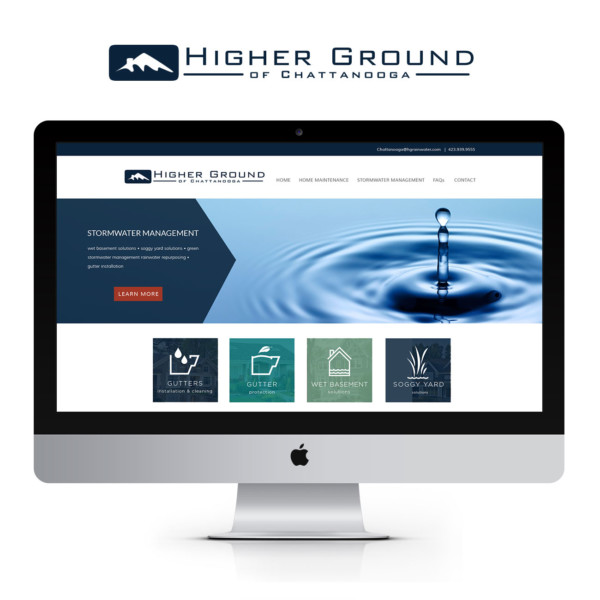 HIGHER GROUND
OF CHATTANOOGA
Chattanooga@hgrainwater.com | 423.899.9555
HIGHER GROUND
OF CHATTANOOGA
HOME HOME MAINTENANCE STORMWATER MANAGEMENT FAQs CONTACT
STORMWATER MANAGEMENT
wet basement solutions • soggy yard solutions • green
stormwater management rainwater repurposing •
gutter installation
LEARN MORE
GUTTERS
installation & cleaning
GUTTER
protection
WET BASEMENT
solutions
SOGGY YARD
solutions